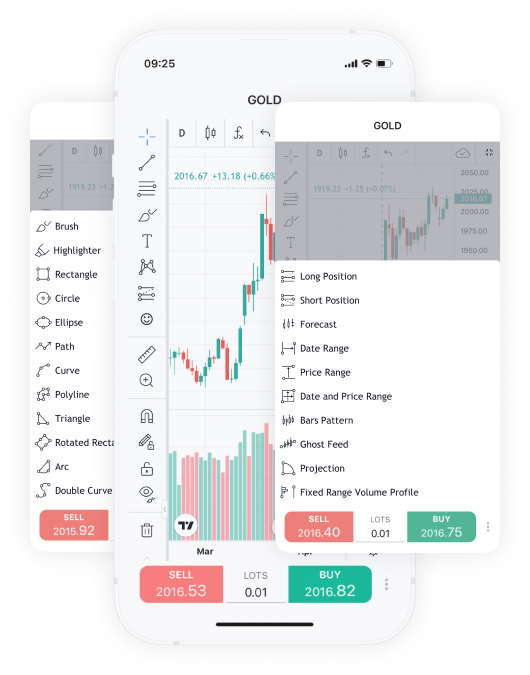 09:25
GOLD
D
2016.67 +13.18 (+0.66%
T
Mar
SELL
2016.53
LOTS
0.01
BUY
2016.82
D
1919.23 +1.2
Brush
Highlighter
Rectangle
Circle
Ellipse
Path
Curve
Polyline
Triangle
Rotated Recta
Arc
Double Curve
SELL
2015.92
GOLD
D
1919.23 +1.25 (+0.07%)
2050.00
2025.00
2016.67
2000.00
1975.00
1950.00
T
Long Position
Short Position
Forecast
Date Range
Price Range
Date and Price Range
Bars Pattern
Ghost Feed
Projection
Fixed Range Volume Profile
SELL
2016.40
LOTS
0.01
BUY
2016.75